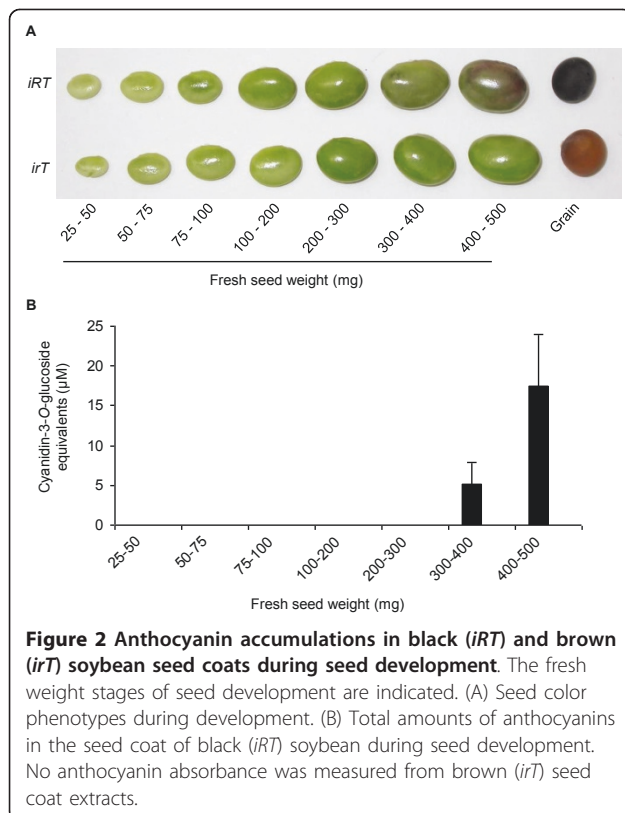 A
iRT
irT
25 - 50
50 - 75
75 - 100
100 - 200
200 - 300
300 - 400
400 - 500
Grain
Fresh seed weight (mg)
B
Cyanidin-3-O-glucoside
equivalents (μM)
25
20
15
10
5
0
25-50
50-75
75-100
100-200
200-300
300-400
400-500
Fresh seed weight (mg)
Figure 2 Anthocyanin accumulations in black (iRT) and brown
(irT) soybean seed coats during seed development. The fresh
weight stages of seed development are indicated. (A) Seed color
phenotypes during development. (B) Total amounts of anthocyanins
in the seed coat of black (iRT) soybean during seed development.
No anthocyanin absorbance was measured from brown (irT) seed
coat extracts.